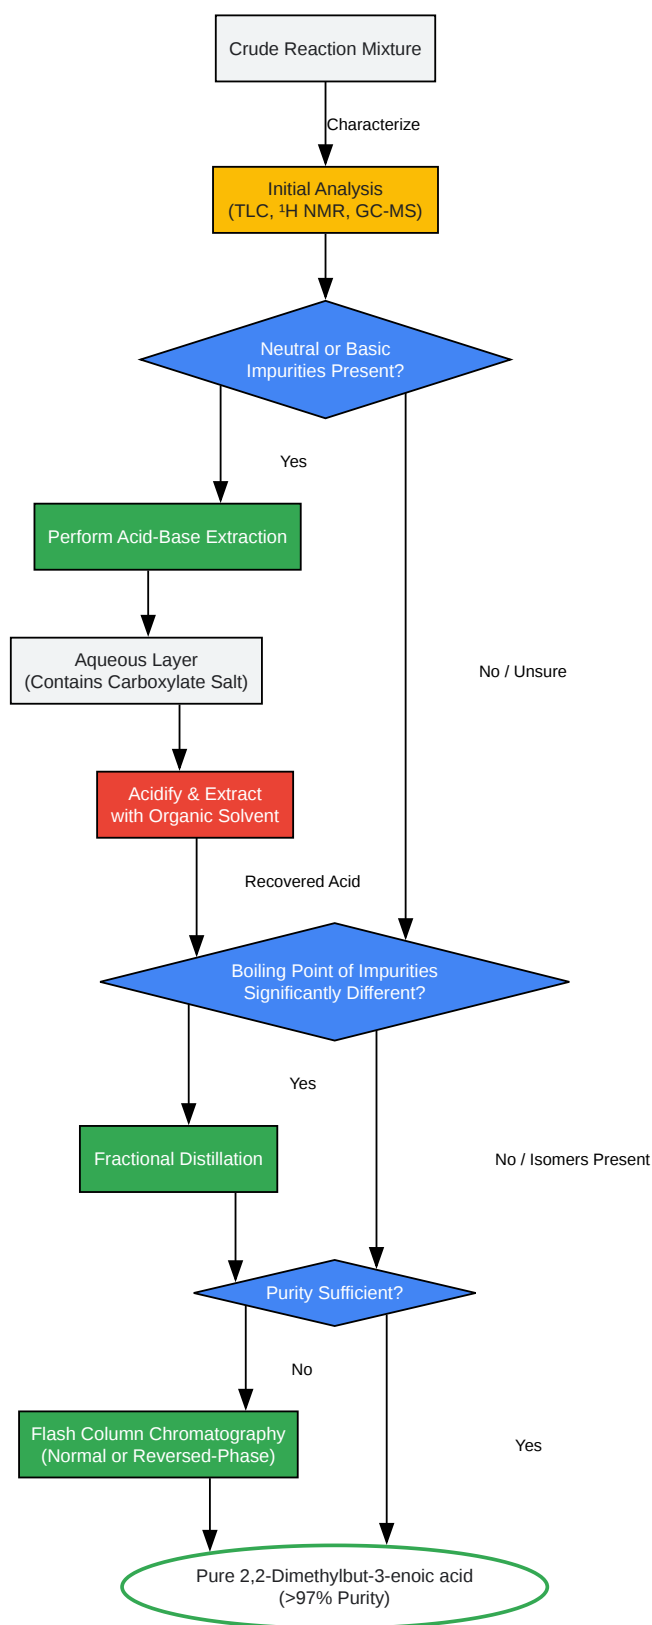 Crude Reaction Mixture
Characterize
Initial Analysis
(TLC, ¹H NMR, GC-MS)
Neutral or Basic
Impurities Present?
Yes
Perform Acid-Base Extraction
Aqueous Layer
(Contains Carboxylate Salt)
No / Unsure
Acidify & Extract
with Organic Solvent
Recovered Acid
Boiling Point of Impurities
Significantly Different?
Yes
Fractional Distillation
No / Isomers Present
Purity Sufficient?
No
Flash Column Chromatography
(Normal or Reversed-Phase)
Yes
Pure 2,2-Dimethylbut-3-enoic acid
(>97% Purity)